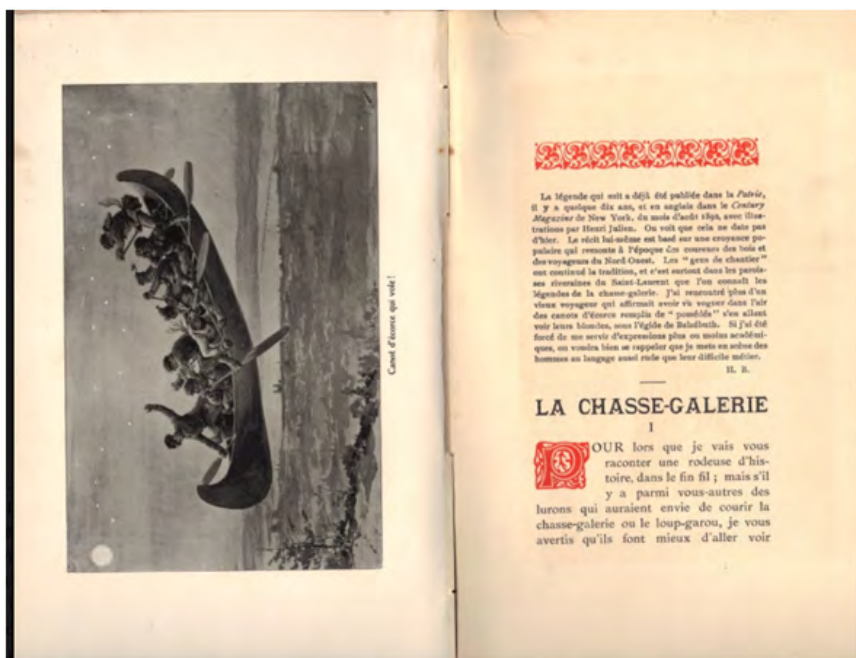 Canot d'écorce qui vole !
La légende qui suit a déjà été publiée dans la Patrie,
il y a quelque dix ans, et en anglais dans le Century
Magazine de New York, du mois d'août 1892, avec illus-
trations par Henri Julien. On voit que cela ne date pas
d'hier. Le récit lui-même est basé sur une croyance po-
pulaire qui remonte à l'époque des coureurs des bois et
des voyageurs du Nord-Ouest. Les "gens de chantier"
ont continué la tradition, et c'est surtout dans les parois-
ses riveraines du Saint-Laurent que l'on connaît les
légendes de la chasse-galerie. J'ai rencontré plus d'un
vieux voyageur qui affirmait avoir vu voguer dans l'air
des canots d'écorce remplis de "possédés" s'en allant
voir leurs blondes, sous l'égide de Belzébuth. Si j'ai été
forcé de me servir d'expressions plus ou moins académi-
ques, on voudra bien se rappeler que je mets en scène des
hommes au langage aussi rude que leur difficile métier.
H. B.
LA CHASSE-GALERIE
I
POUR lors que je vais vous
raconter une rodeuse d'his-
toire, dans le fin fil ; mais s'il
y a parmi vous-autres des
lurons qui auraient envie de courir la
chasse-galerie ou le loup-garou, je vous
avertis qu'ils font mieux d'aller voir